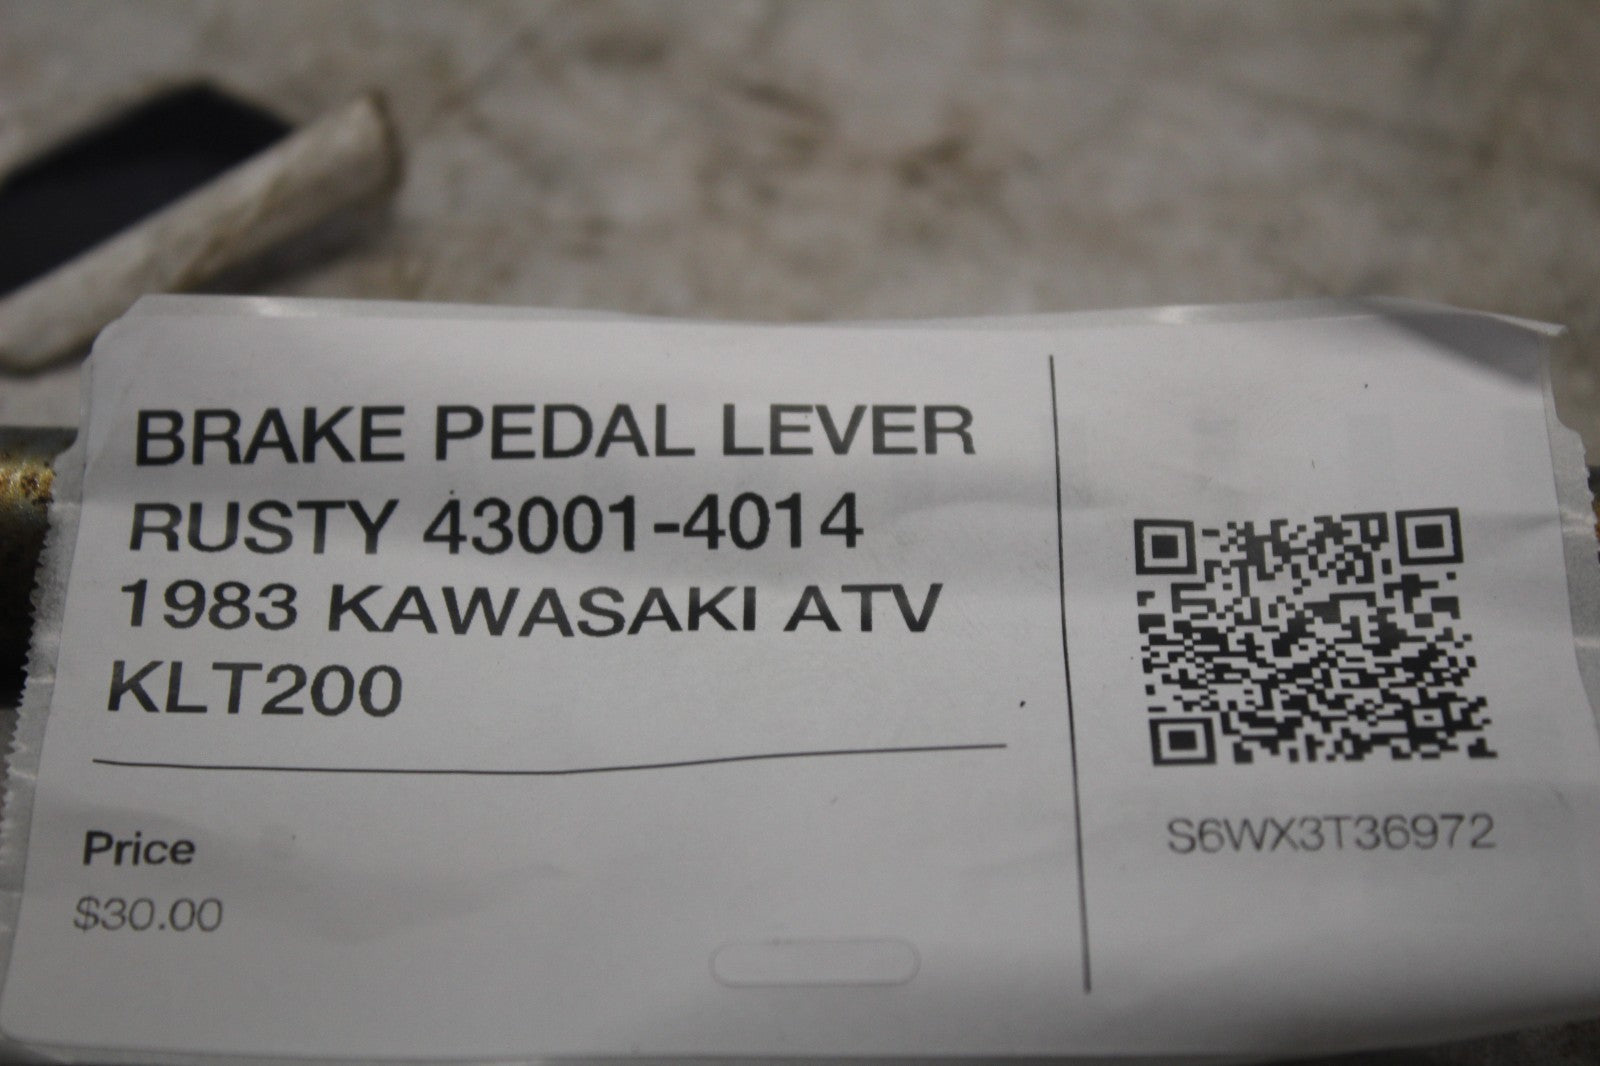 BRAKE PEDAL LEVER
RUSTY 43001-4014
1983 KAWASAKI ATV
KLT200
Price
$30.00
S6WX3T36972